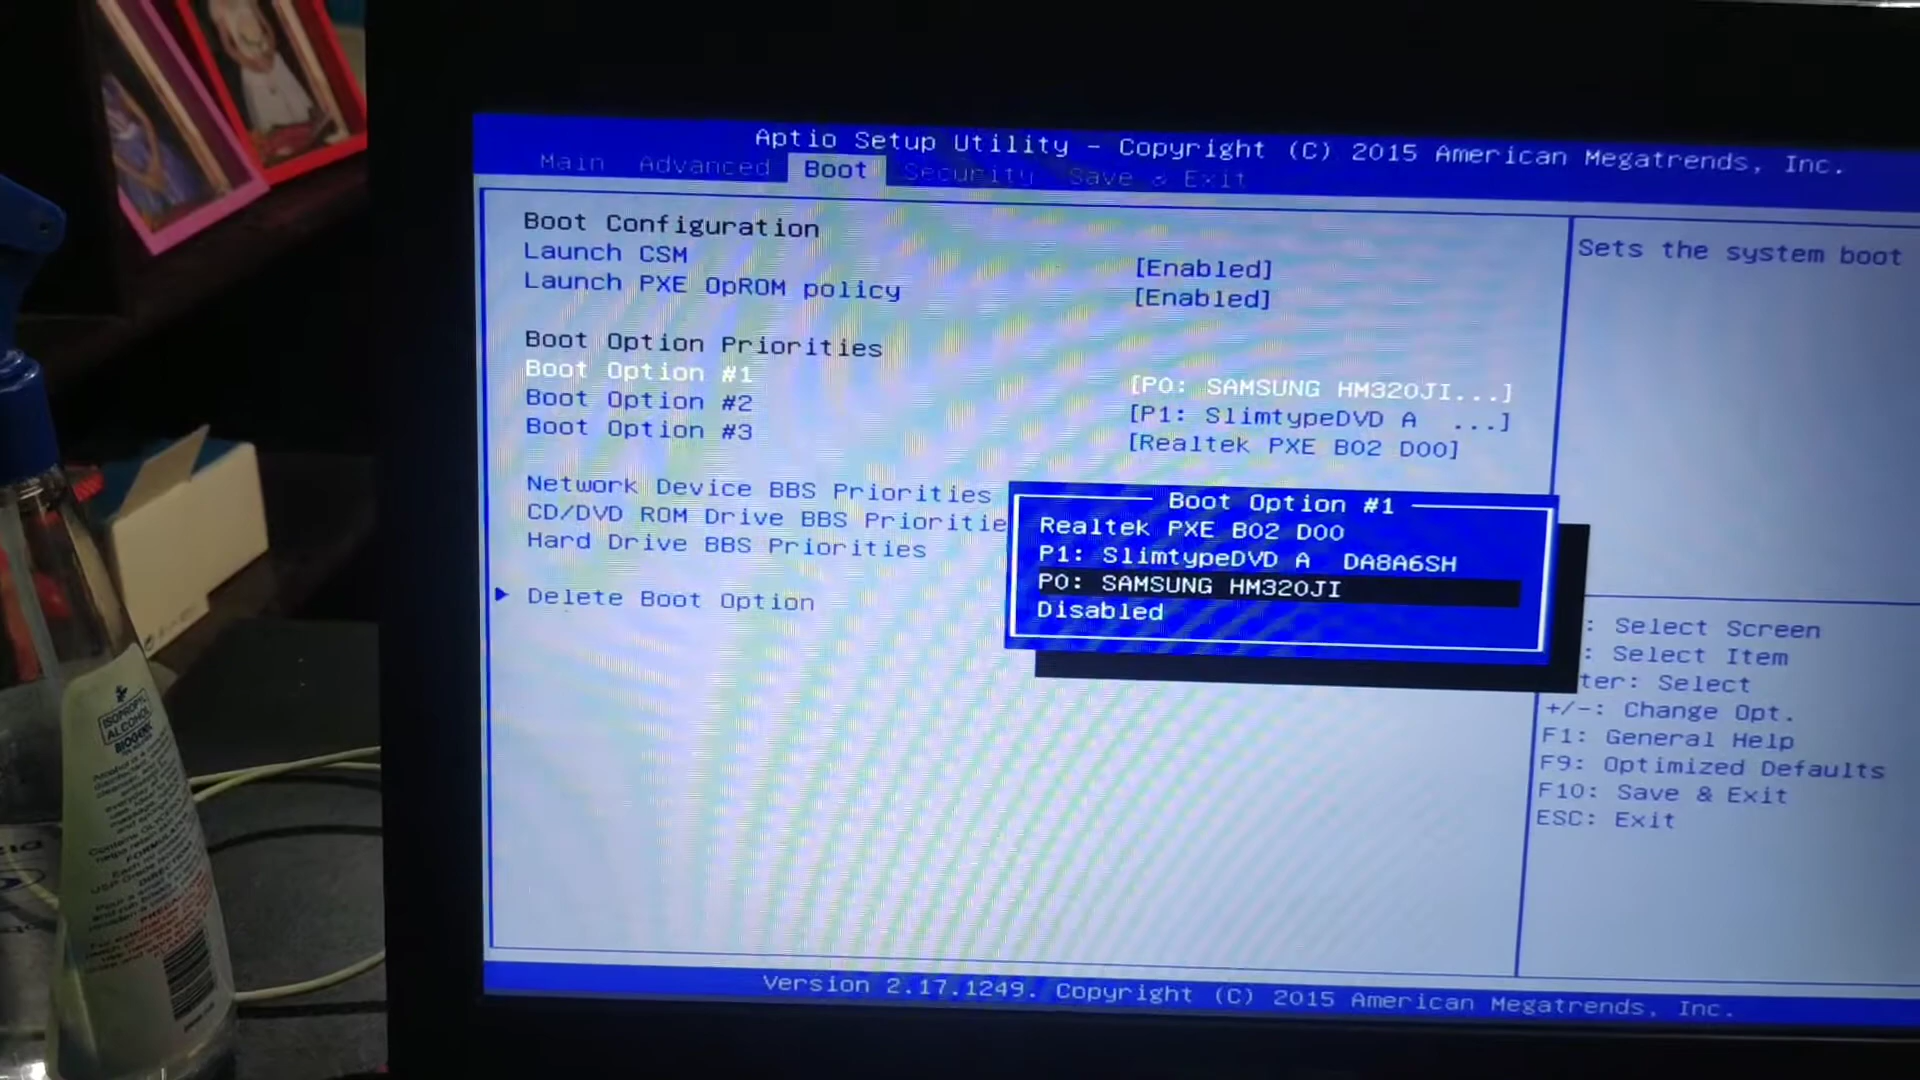 Aptio Setup Utility - Copyright (C) 2015 American Megatrends, Inc.
Main Advanced Boot Security Save & Exit
Boot Configuration
Launch CSM [Enabled]
Launch PXE OpROM policy [Enabled]
Boot Option Priorities
Boot Option #1 [P0: SAMSUNG HM320JI...]
Boot Option #2 [P1: SlimtypeDVD A ...]
Boot Option #3 [Realtek PXE B02 D00]
Network Device BBS Priorities
CD/DVD ROM Drive BBS Prioritie
Hard Drive BBS Priorities
Delete Boot Option
Boot Option #1
Realtek PXE B02 D00
P1: SlimtypeDVD A DA8A6SH
P0: SAMSUNG HM320JI
Disabled
Sets the system boot
: Select Screen
: Select Item
ter: Select
+/-: Change Opt.
F1: General Help
F9: Optimized Defaults
F10: Save & Exit
ESC: Exit
Version 2.17.1249. Copyright (C) 2015 American Megatrends, Inc.
ISOPROPYL
ALCOHOL
BIOGENIC